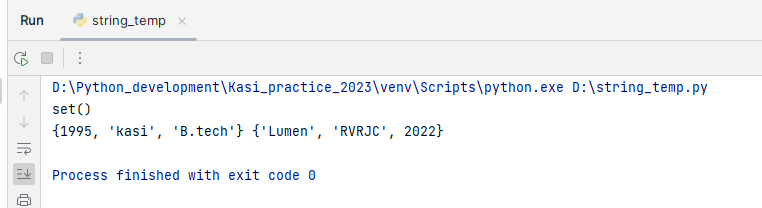 Run string_temp ×
D:\Python_development\Kasi_practice_2023\venv\Scripts\python.exe D:\string_temp.py
set()
{1995, 'kasi', 'B.tech'} {'Lumen', 'RVRJC', 2022}
Process finished with exit code 0